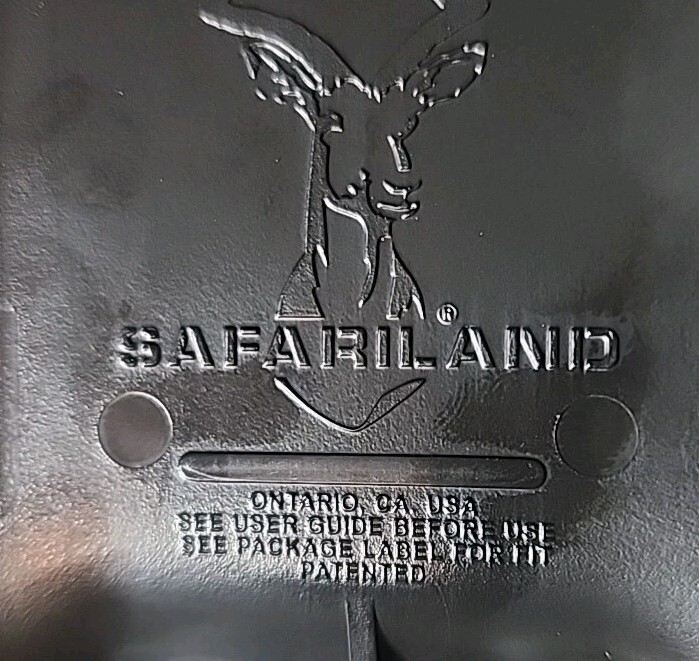 SAFARILAND®
ONTARIO, CA. USA
SEE USER GUIDE BEFORE USE
SEE PACKAGE LABEL FOR FIT
PATENTED